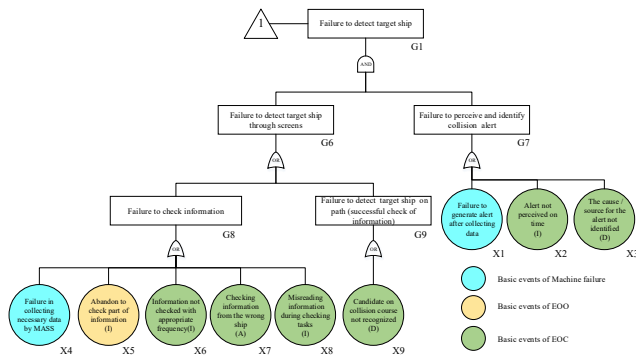 1
Failure to detect target ship
G1
AND
Failure to detect target ship
through screens
G6
Failure to perceive and identify
collision alert
G7
OR
OR
Failure to check information
G8
Failure to detect target ship on
path (successful check of
information)
G9
OR
OR
Failure to
generate alert
after collecting
data
X1
Alert not
perceived on
time
(I)
X2
The cause /
source for the
alert not
identified
(D)
X3
Failure in
collecting
necessary data
by MASS
X4
Abandon to
check part of
information
(I)
X5
Information not
checked with
appropriate
frequency(I)
X6
Checking
information
from the wrong
ship
(A)
X7
Misreading
information
during checking
tasks
(I)
X8
Candidate on
collision course
not recognized
(D)
X9
Basic events of Machine failure
Basic events of EOO
Basic events of EOC